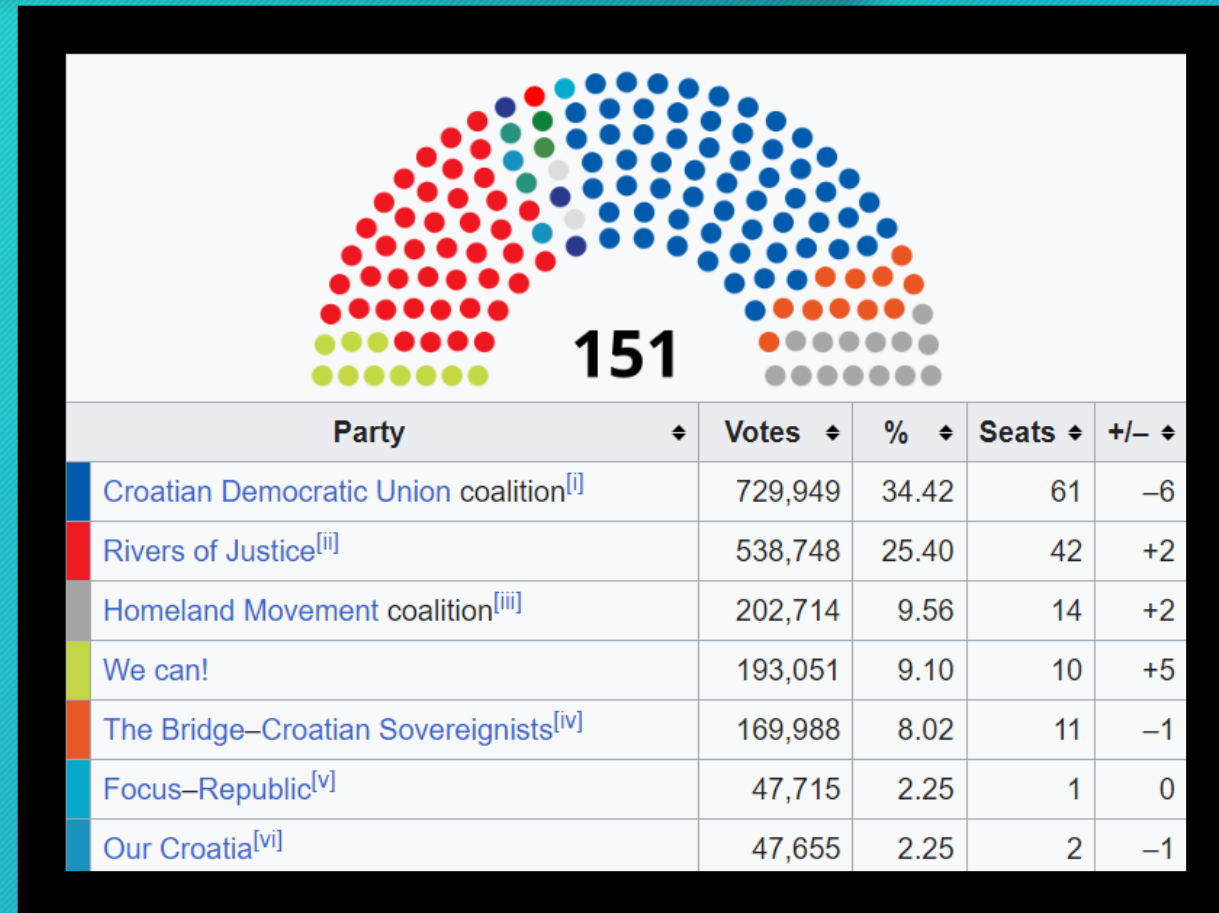 151
Party Votes % Seats +/–
Croatian Democratic Union coalition[i] 729,949 34.42 61 –6
Rivers of Justice[ii] 538,748 25.40 42 +2
Homeland Movement coalition[iii] 202,714 9.56 14 +2
We can! 193,051 9.10 10 +5
The Bridge–Croatian Sovereignists[iv] 169,988 8.02 11 –1
Focus–Republic[v] 47,715 2.25 1 0
Our Croatia[vi] 47,655 2.25 2 –1